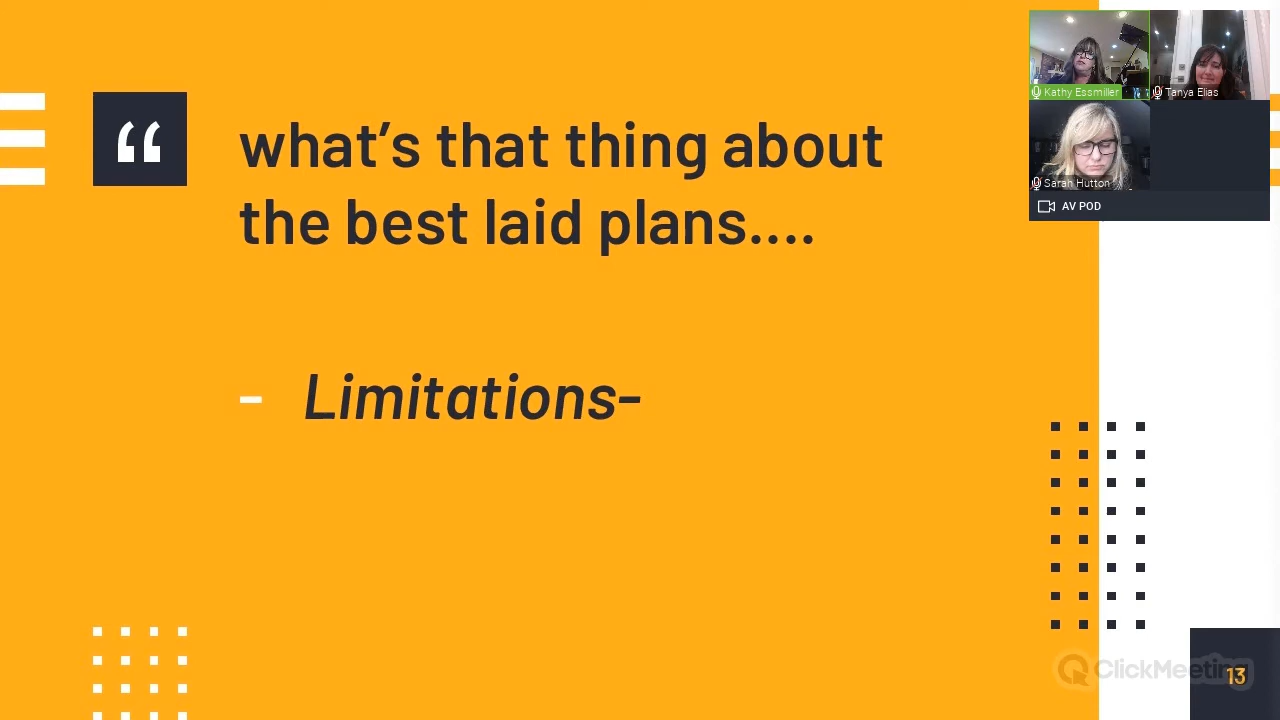 Kathy Essmiller
Tanya Elias
Sarah Hutton
AV POD
“
what’s that thing about
the best laid plans....
- Limitations-
ClickMeeting
13